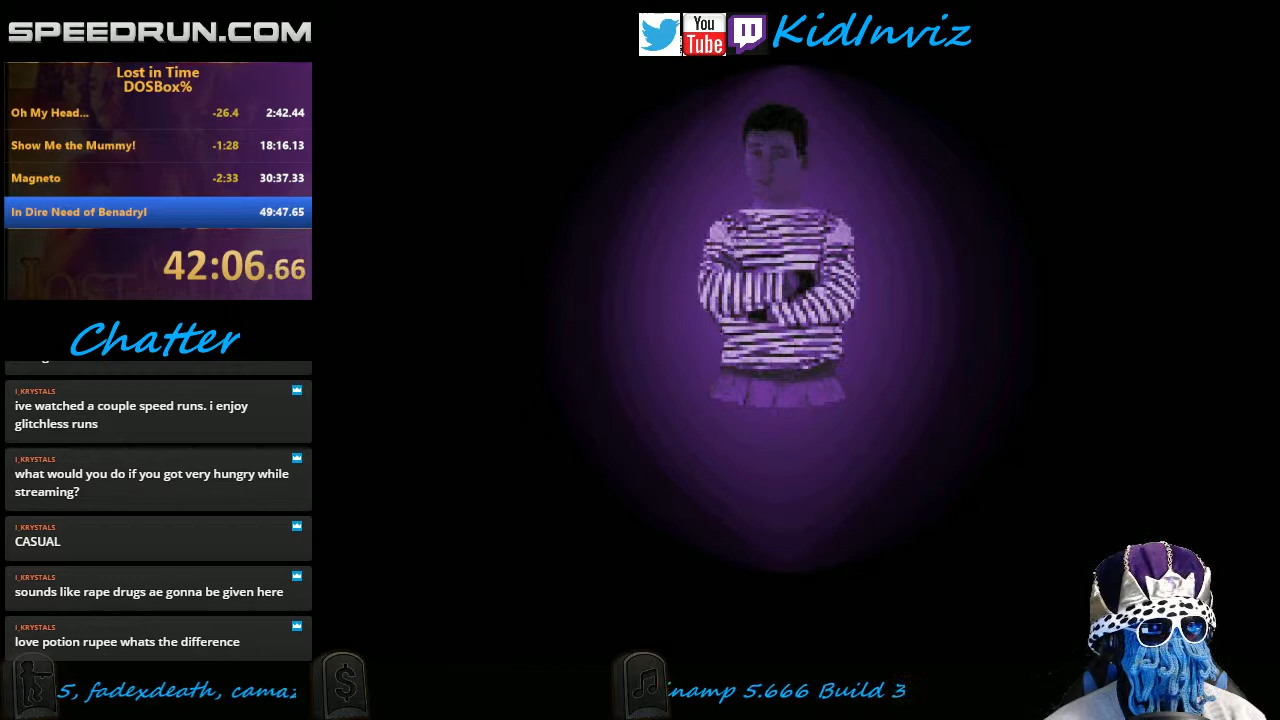 SPEEDRUN.COM
Lost in Time
DOSBox%
Oh My Head... -26.4 2:42.44
Show Me the Mummy! -1:28 18:16.13
Magneto -2:33 30:37.33
In Dire Need of Benadryl 49:47.65
42:06.66
You
Tube
KidInviz
Chatter
I_KRYSTALS
ive watched a couple speed runs. i enjoy
glitchless runs
I_KRYSTALS
what would you do if you got very hungry while
streaming?
I_KRYSTALS
CASUAL
I_KRYSTALS
sounds like rape drugs ae gonna be given here
I_KRYSTALS
love potion rupee whats the difference
5, fadexdeath, camaz
$
inamp 5.666 Build 3